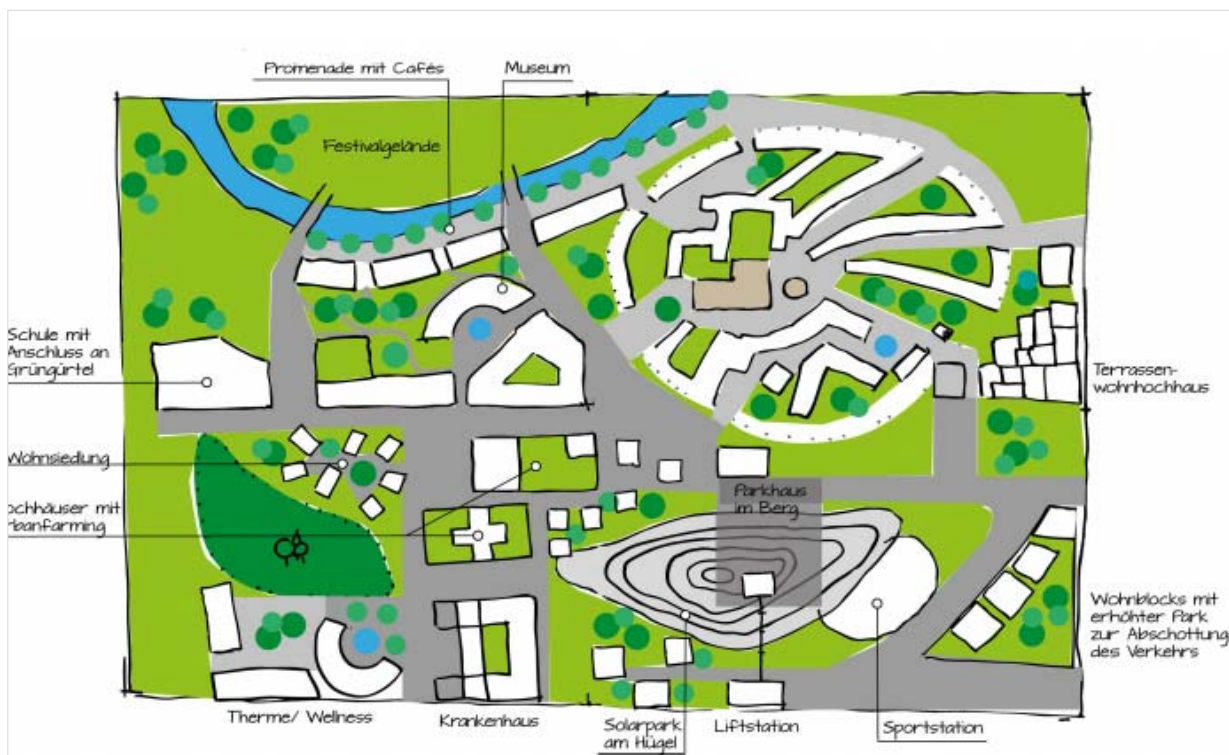 Promenade mit Cafés
Museum
Festivalgelände
Schule mit
Anschluss an
Grüngürtel
Terrassen-
wohnhochhaus
Wohnsiedlung
ochhäuser mit
rbanfarming
Parkhaus
im Berg
Wohnblocks mit
erhöhter Park
zur Abschottung
des Verkehrs
Therme/ Wellness
Krankenhaus
Solarpark
am Hügel
Liftstation
Sportstation